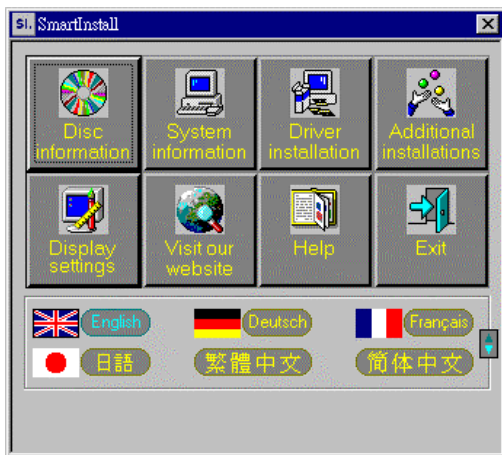 SI. SmartInstall
Disc
information
System
information
Driver
installation
Additional
installations
Display
settings
Visit our
website
Help
Exit
English
Deutsch
Français
日語
繁體中文
简体中文